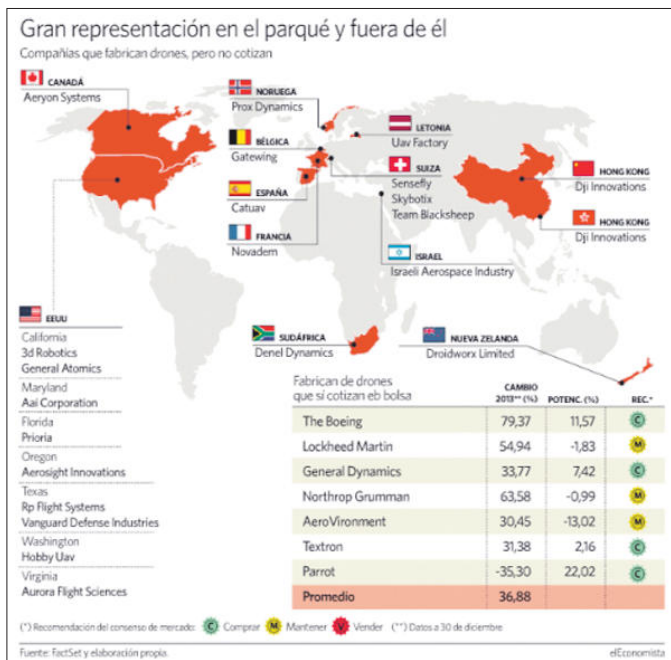 Gran representación en el parqué y fuera de él
Compañías que fabrican drones, pero no cotizan
CANADÁ
Aeryon Systems
NORUEGA
Prox Dynamics
BÉLGICA
Gatewing
ESPAÑA
Catuav
FRANCIA
Novadem
LETONIA
Uav Factory
SUIZA
Sensefly
Skybotix
Team Blacksheep
ISRAEL
Israeli Aerospace Industry
HONG KONG
Dji Innovations
HONG KONG
Dji Innovations
EEUU
California
3d Robotics
General Atomics
Maryland
Aai Corporation
Florida
Prioria
Oregon
Aerosight Innovations
Texas
Rp Flight Systems
Vanguard Defense Industries
Washington
Hobby Uav
Virginia
Aurora Flight Sciences
SUDÁFRICA
Denel Dynamics
NUEVA ZELANDA
Droidworx Limited
Fabrican de drones
que sí cotizan eb bolsa
CAMBIO
2013** (%) POTENC. (%) REC.*
The Boeing 79,37 11,57 C
Lockheed Martin 54,94 -1,83 M
General Dynamics 33,77 7,42 C
Northrop Grumman 63,58 -0,99 M
AeroVironment 30,45 -13,02 M
Textron 31,38 2,16 C
Parrot -35,30 22,02 C
Promedio 36,88
(*) Recomendación del consenso de mercado: C Comprar M Mantener V Vender (**) Datos a 30 de diciembre
Fuente: FactSet y elaboración propia. elEconomista